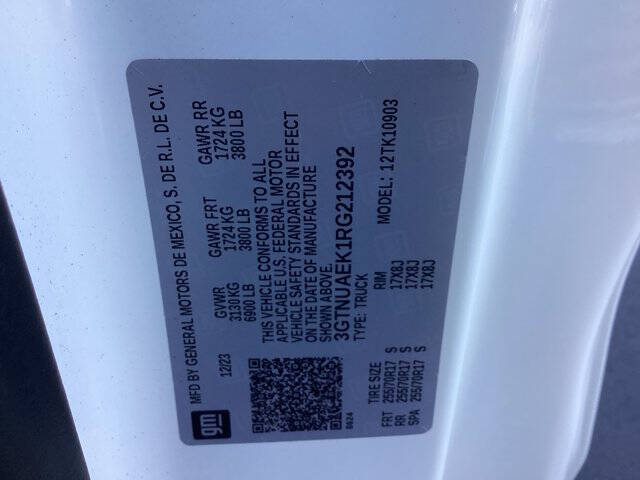 MFD BY GENERAL MOTORS DE MEXICO, S. DE R.L. DE C.V.
12/23 GVWR GAWR FRT GAWR RR
3130 KG 1724 KG 1724 KG
6900 LB 3800 LB 3800 LB
THIS VEHICLE CONFORMS TO ALL
APPLICABLE U.S. FEDERAL MOTOR
VEHICLE SAFETY STANDARDS IN EFFECT
ON THE DATE OF MANUFACTURE
SHOWN ABOVE.
3GTNUAEK1RG212392
TYPE: TRUCK MODEL: 12TK10903
gm
8624
TIRE SIZE RIM
FRT 255/70R17 S 17X8J
RR 255/70R17 S 17X8J
SPA 255/70R17 S 17X8J